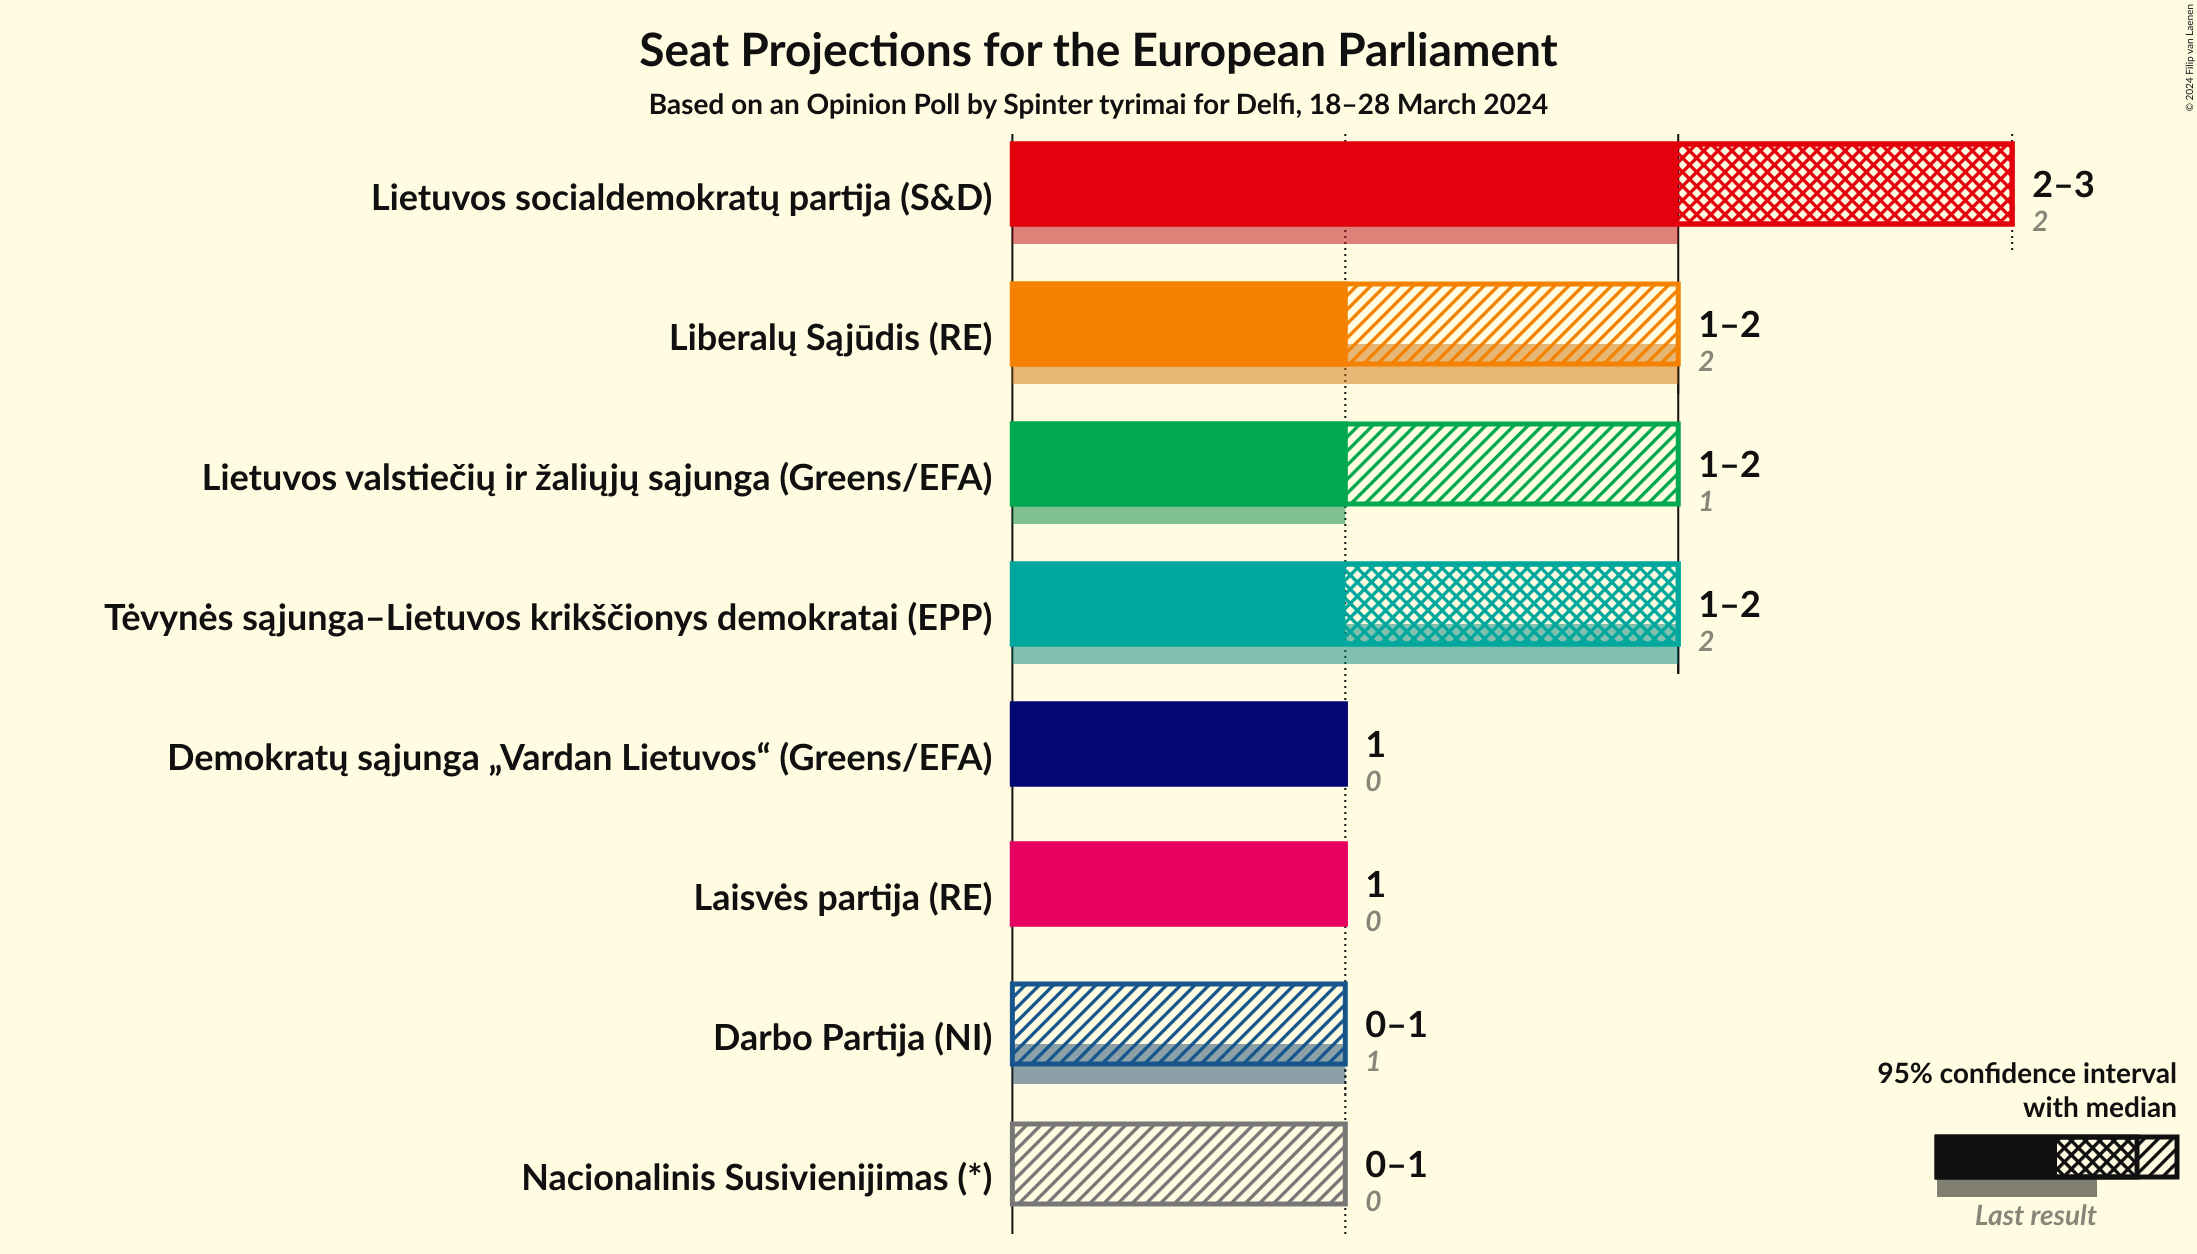 Seat Projections for the European Parliament
Based on an Opinion Poll by Spinter tyrimai for Delfi, 18–28 March 2024
© 2024 Filip van Laenen
Lietuvos socialdemokratų partija (S&D)
2–3
2
Liberalų Sąjūdis (RE)
1–2
2
Lietuvos valstiečių ir žaliųjų sąjunga (Greens/EFA)
1–2
1
Tėvynės sąjunga–Lietuvos krikščionys demokratai (EPP)
1–2
2
Demokratų sąjunga „Vardan Lietuvos“ (Greens/EFA)
1
0
Laisvės partija (RE)
1
0
Darbo Partija (NI)
0–1
1
Nacionalinis Susivienijimas (*)
0–1
0
95% confidence interval
with median
Last result